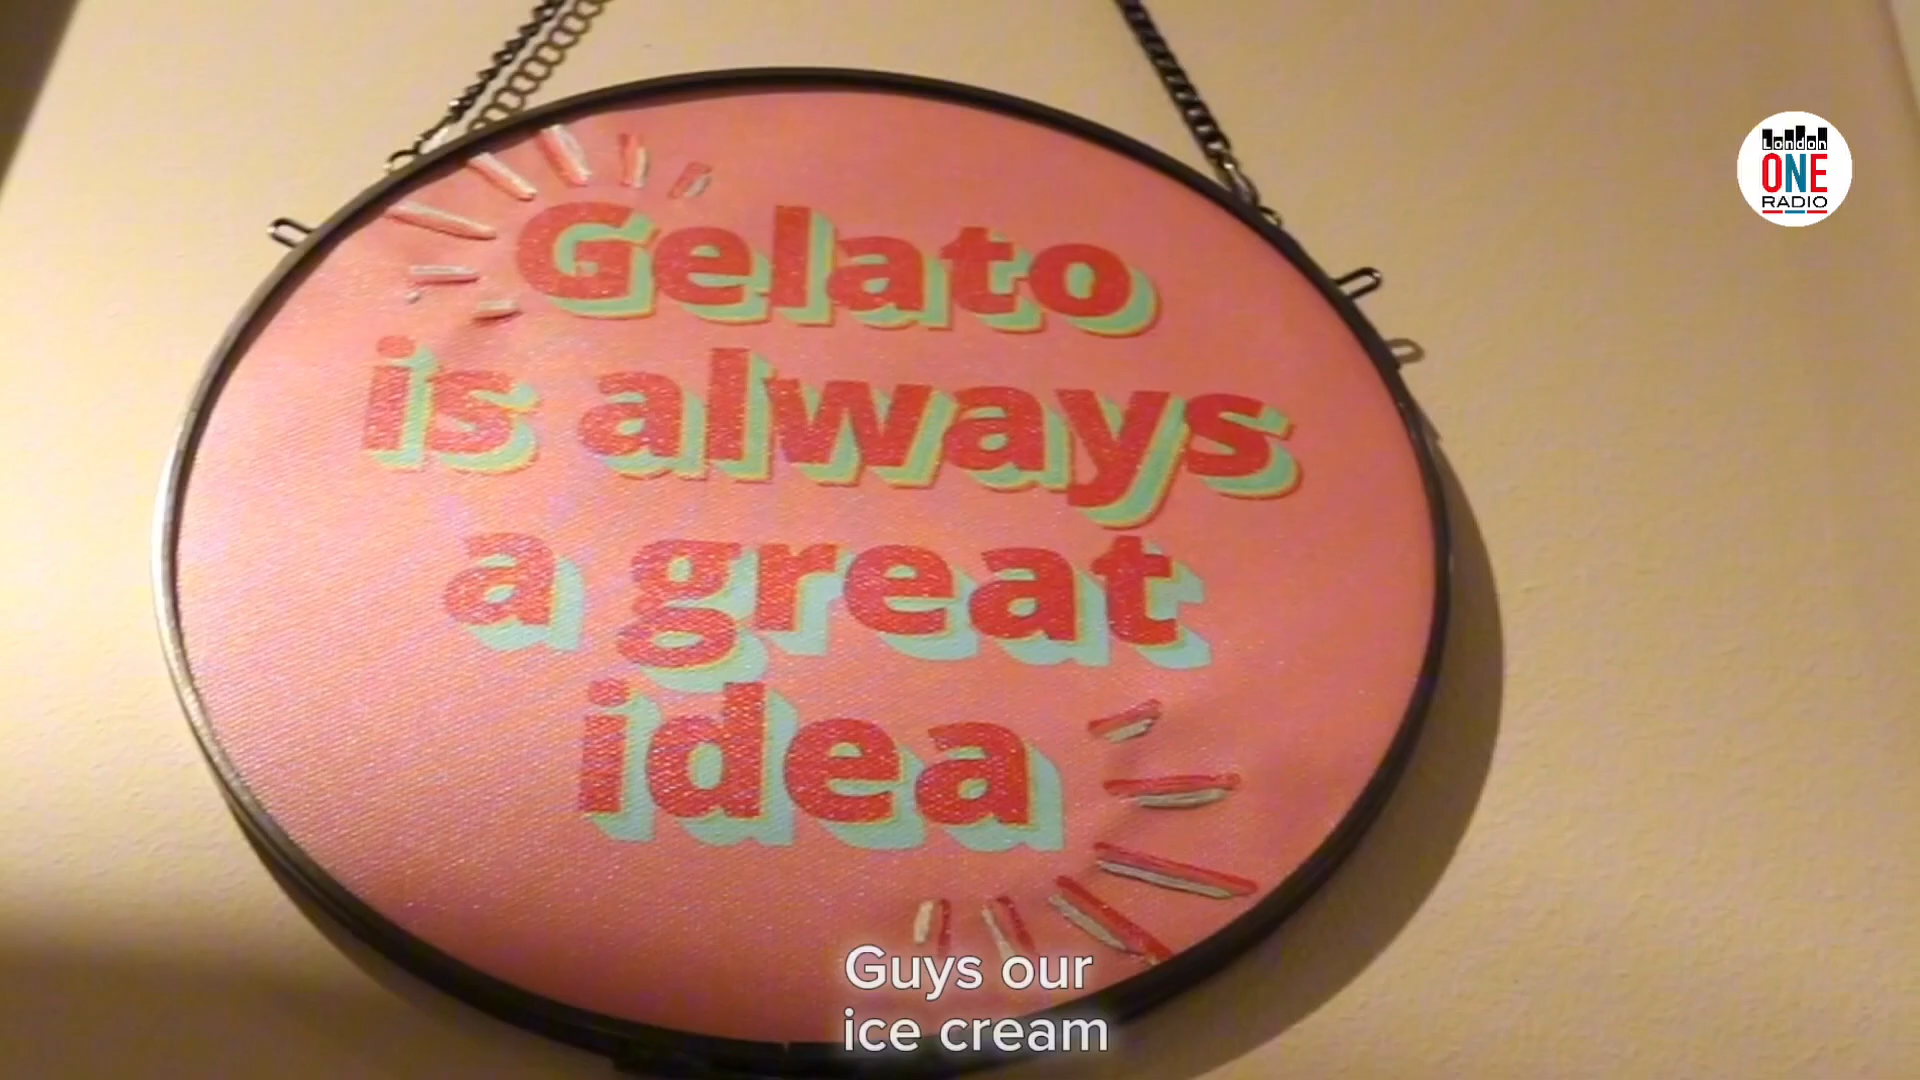 London
ONE
RADIO
Gelato
is always
a great
idea
Guys our
ice cream